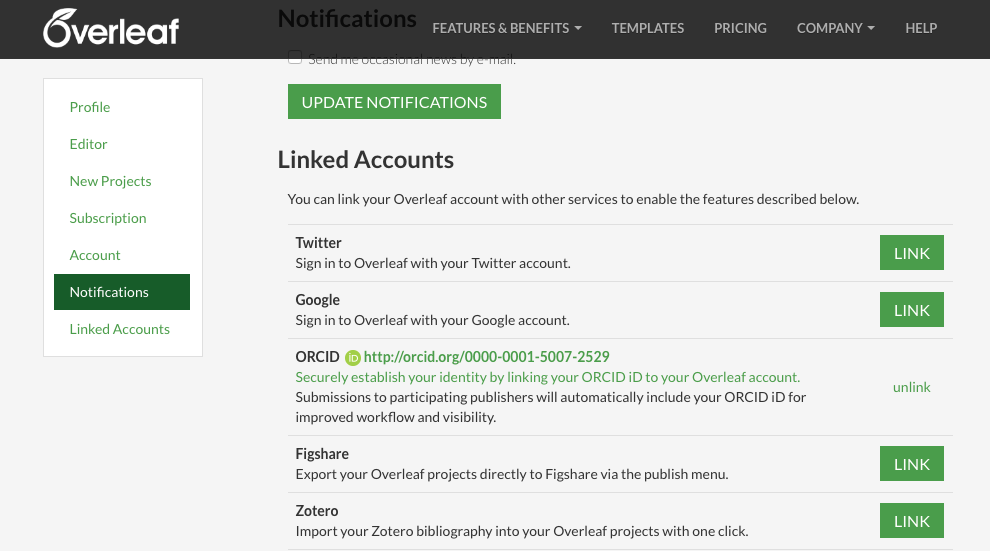 Overleaf
FEATURES & BENEFITS
TEMPLATES
PRICING
COMPANY
HELP
Notifications
Send me occasional news by e-mail.
UPDATE NOTIFICATIONS
Profile
Editor
New Projects
Subscription
Account
Notifications
Linked Accounts
Linked Accounts
You can link your Overleaf account with other services to enable the features described below.
Twitter
Sign in to Overleaf with your Twitter account.
LINK
Google
Sign in to Overleaf with your Google account.
LINK
ORCID iD http://orcid.org/0000-0001-5007-2529
Securely establish your identity by linking your ORCID iD to your Overleaf account.
Submissions to participating publishers will automatically include your ORCID iD for
improved workflow and visibility.
unlink
Figshare
Export your Overleaf projects directly to Figshare via the publish menu.
LINK
Zotero
Import your Zotero bibliography into your Overleaf projects with one click.
LINK